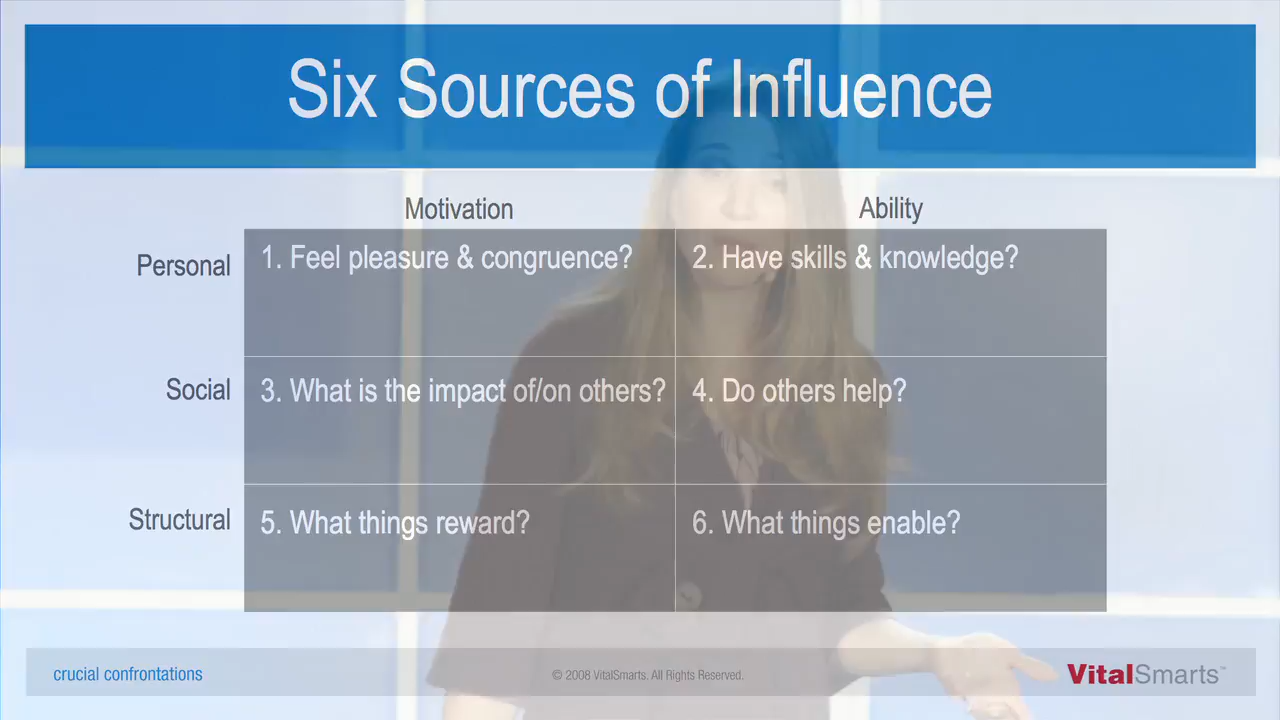 Six Sources of Influence
Motivation Ability
Personal 1. Feel pleasure & congruence? 2. Have skills & knowledge?
Social 3. What is the impact of/on others? 4. Do others help?
Structural 5. What things reward? 6. What things enable?
crucial confrontations © 2008 VitalSmarts. All Rights Reserved. VitalSmarts™